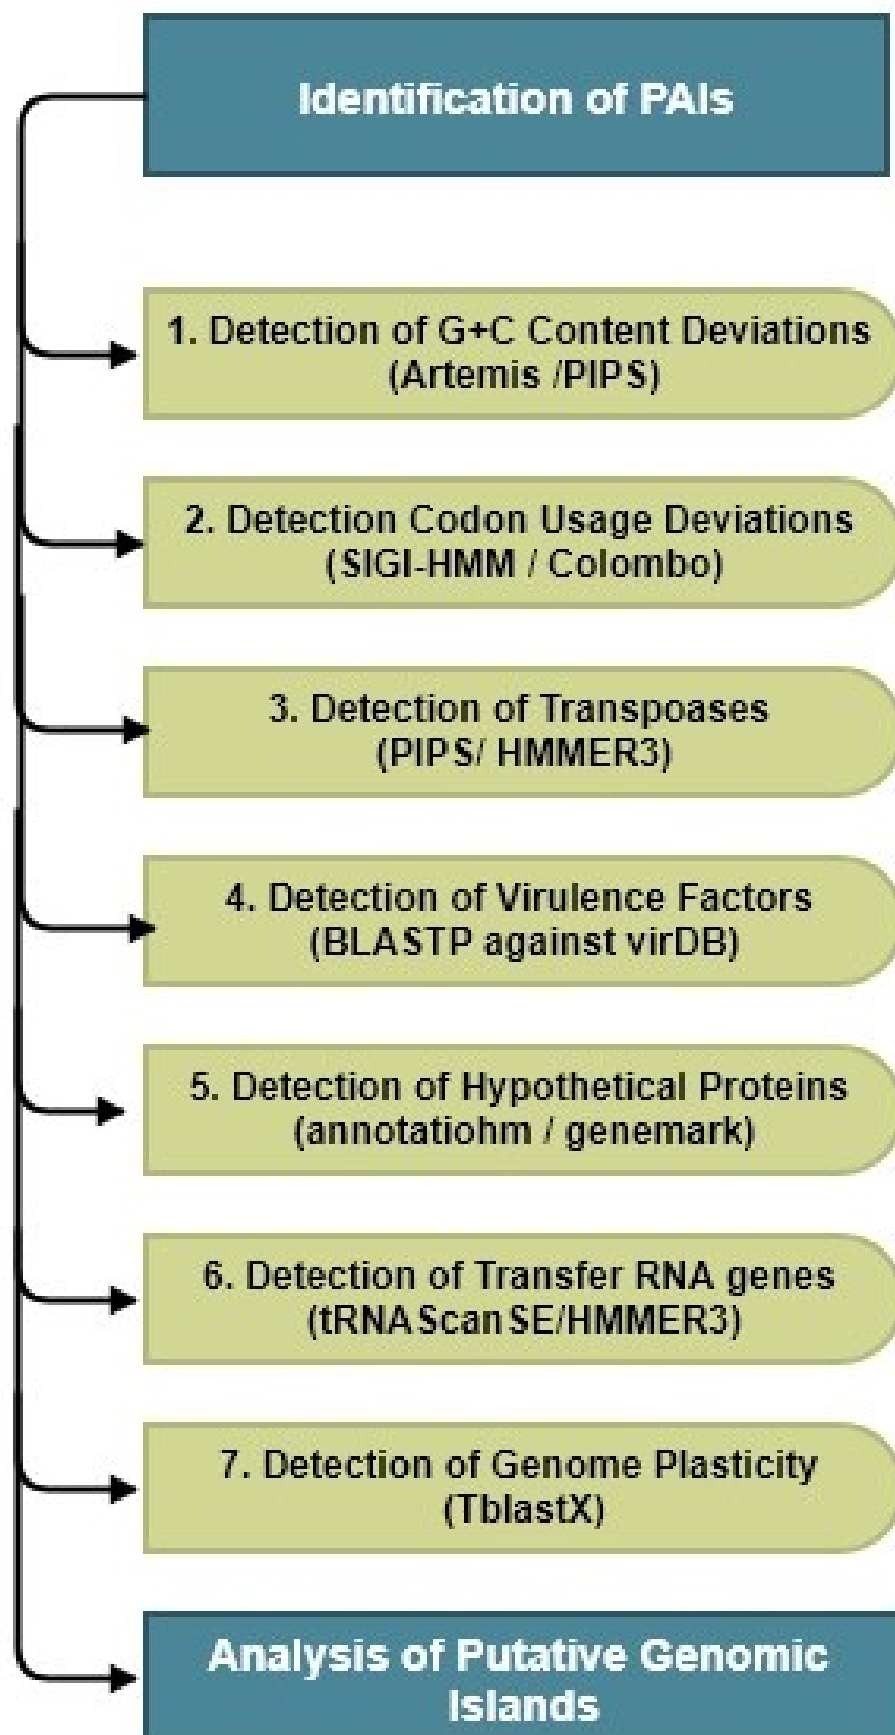 Identification of PAIs
1. Detection of G+C Content Deviations
(Artemis /PIPS)
2. Detection Codon Usage Deviations
(SIGI-HMM / Colombo)
3. Detection of Transpoases
(PIPS/ HMMER3)
4. Detection of Virulence Factors
(BLASTP against virDB)
5. Detection of Hypothetical Proteins
(annotatiohm / genemark)
6. Detection of Transfer RNA genes
(tRNAScanSE/HMMER3)
7. Detection of Genome Plasticity
(TblastX)
Analysis of Putative Genomic
Islands